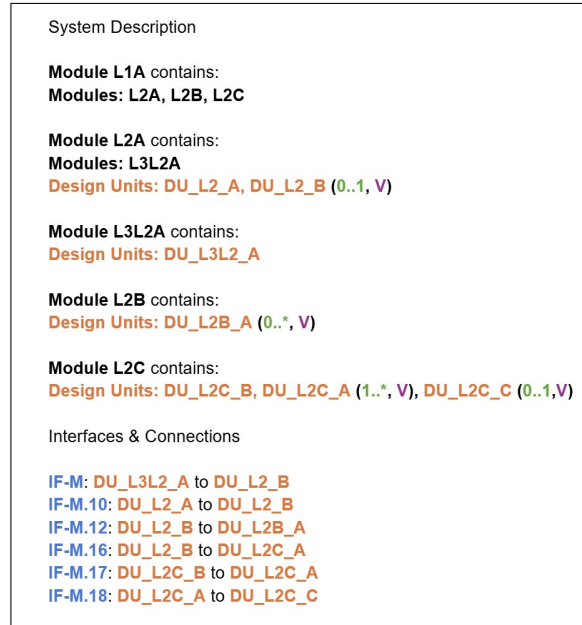 System Description
Module L1A contains:
Modules: L2A, L2B, L2C
Module L2A contains:
Modules: L3L2A
Design Units: DU_L2_A, DU_L2_B (0..1, V)
Module L3L2A contains:
Design Units: DU_L3L2_A
Module L2B contains:
Design Units: DU_L2B_A (0..*, V)
Module L2C contains:
Design Units: DU_L2C_B, DU_L2C_A (1..*, V), DU_L2C_C (0..1,V)
Interfaces & Connections
IF-M: DU_L3L2_A to DU_L2_B
IF-M.10: DU_L2_A to DU_L2_B
IF-M.12: DU_L2_B to DU_L2B_A
IF-M.16: DU_L2_B to DU_L2C_A
IF-M.17: DU_L2C_B to DU_L2C_A
IF-M.18: DU_L2C_A to DU_L2C_C